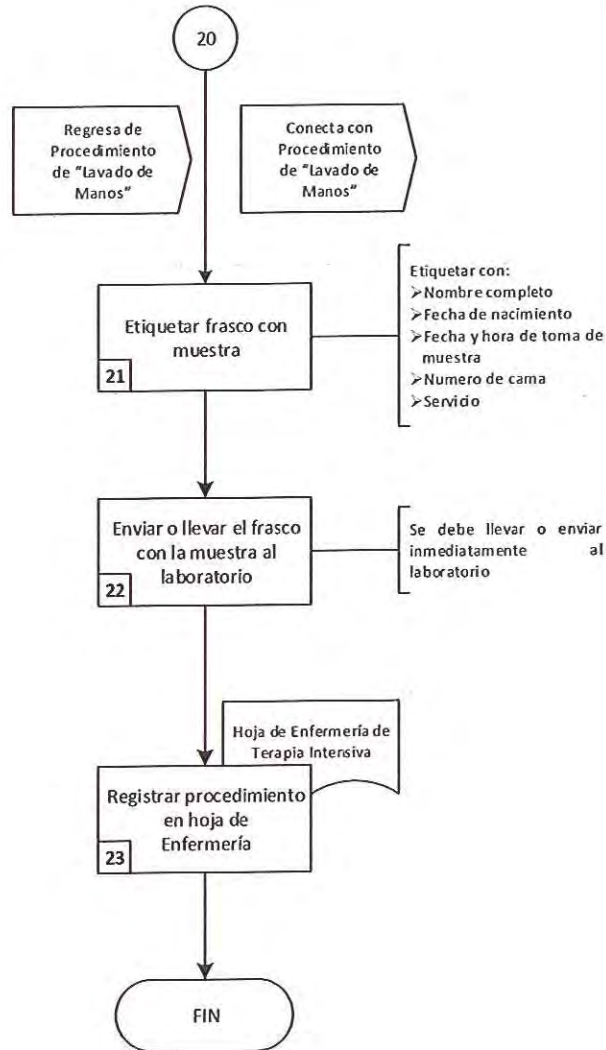 20
Regresa de
Procedimiento
de "Lavado de
Manos"
Conecta con
Procedimiento
de "Lavado de
Manos"
Etiquetar frasco con
muestra
21
Etiquetar con:
➢Nombre completo
➢Fecha de nacimiento
➢Fecha y hora de toma de
muestra
➢Numero de cama
➢Servicio
Enviar o llevar el frasco
con la muestra al
laboratorio
22
Se debe llevar o enviar
inmediatamente al
laboratorio
Hoja de Enfermería de
Terapia Intensiva
Registrar procedimiento
en hoja de
Enfermería
23
FIN